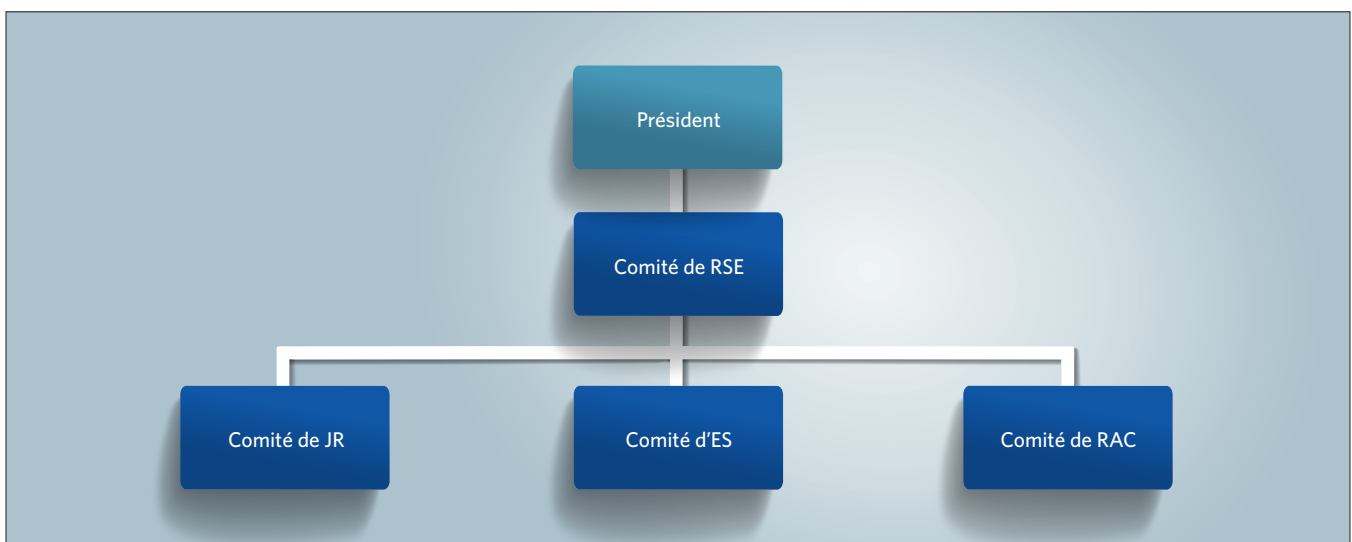 Président
Comité de RSE
Comité de JR
Comité d'ES
Comité de RAC